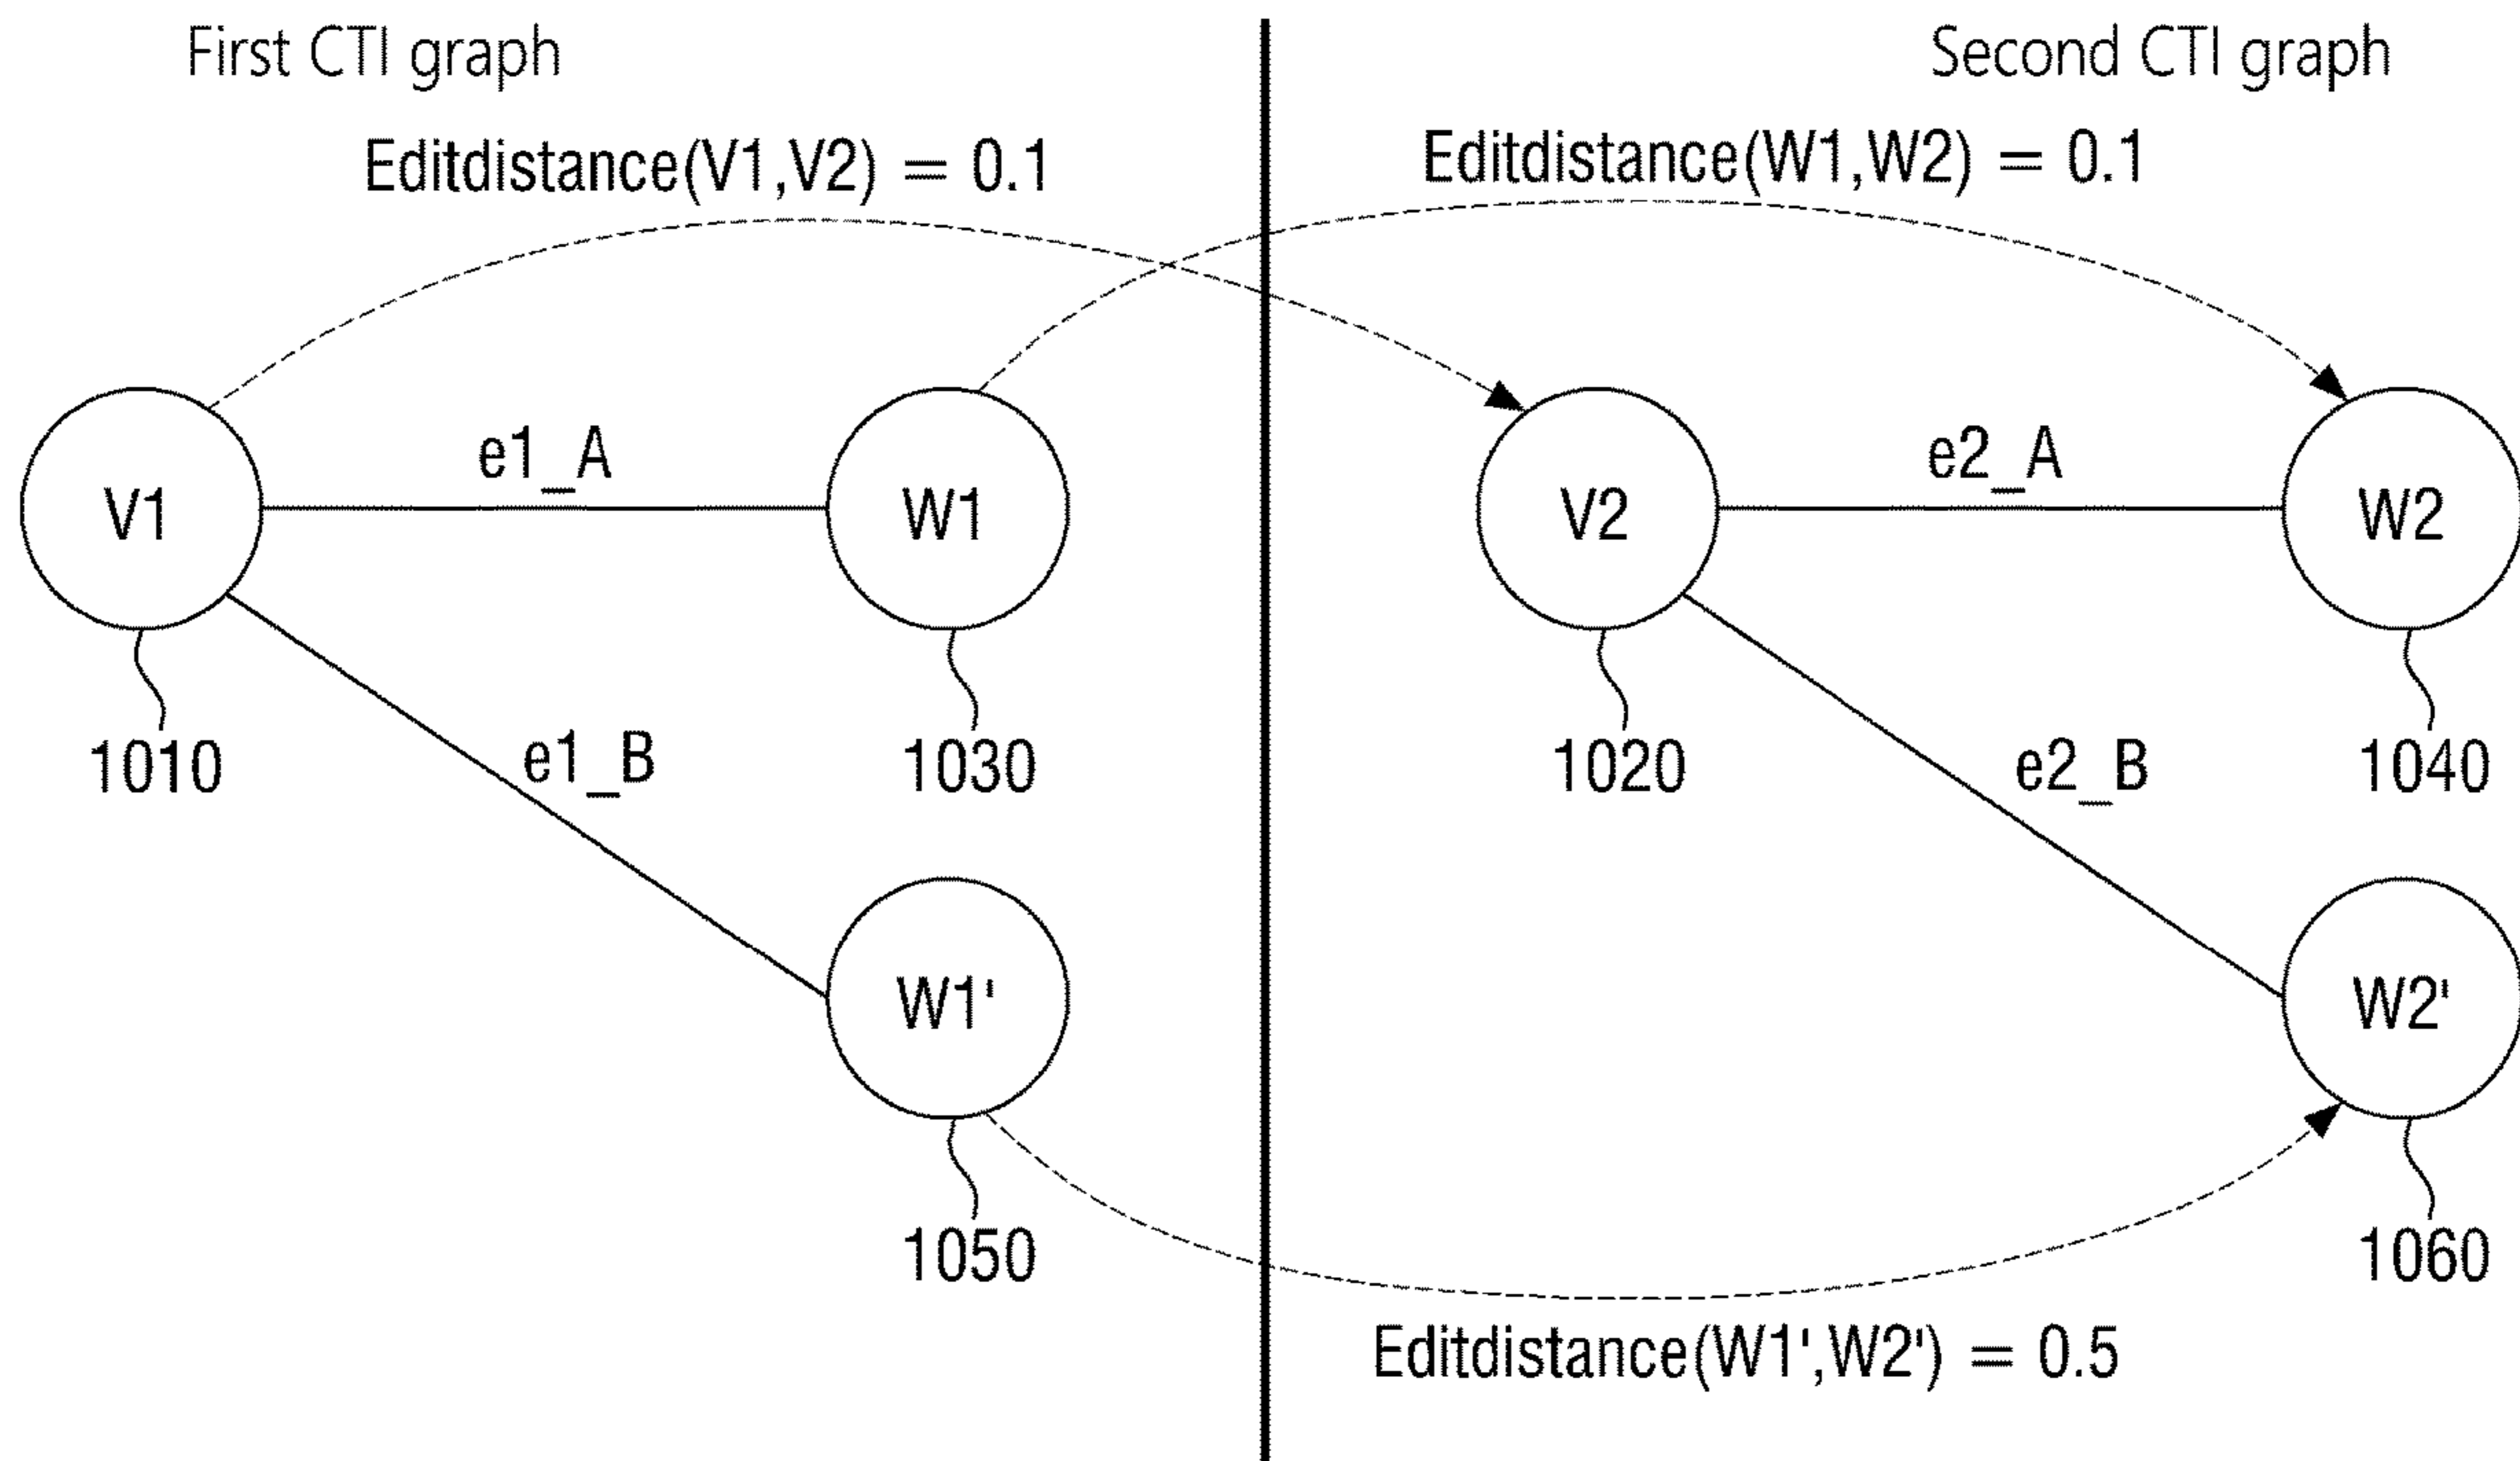 First CTI graph
Second CTI graph
Editdistance(V1,V2) = 0.1
Editdistance(W1,W2) = 0.1
e1_A
e2_A
V1
W1
V2
W2
1010
e1_B
1030
1020
e2_B
1040
W1'
W2'
1050
1060
Editdistance(W1',W2') = 0.5